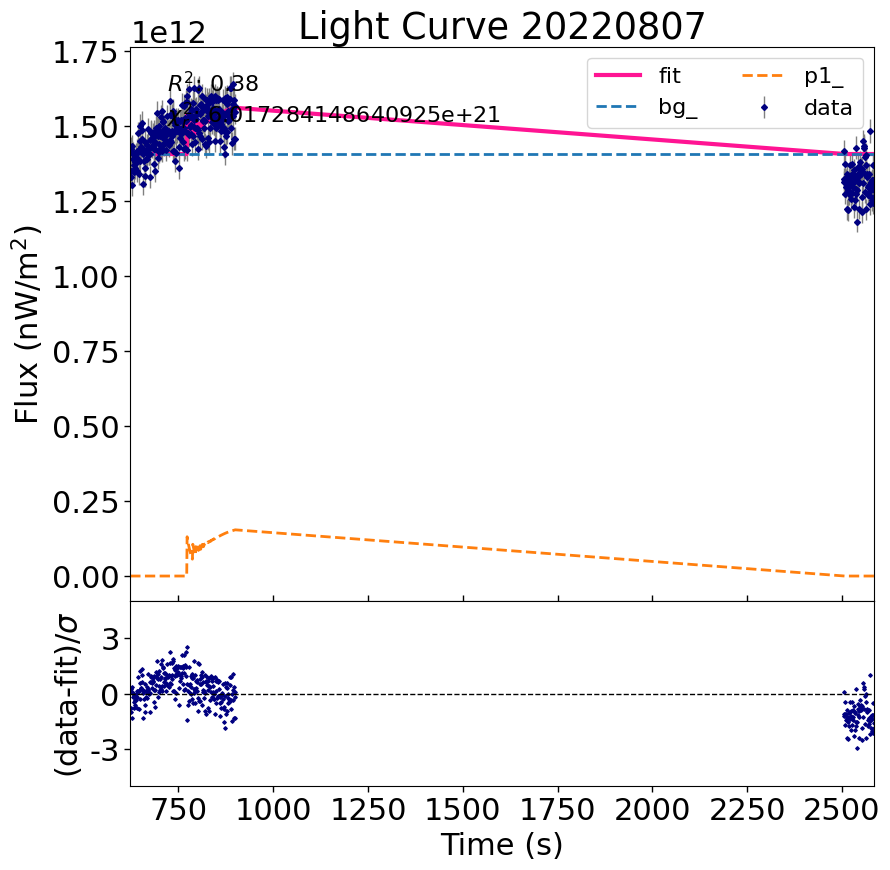 Light Curve 20220807
1e12
R²: 0.38
6.017284148640925e+21
fit
bg_
p1_
data
Flux (nW/m²)
1.75
1.50
1.25
1.00
0.75
0.50
0.25
0.00
(data-fit)/σ
3
0
-3
750 1000 1250 1500 1750 2000 2250 2500
Time (s)